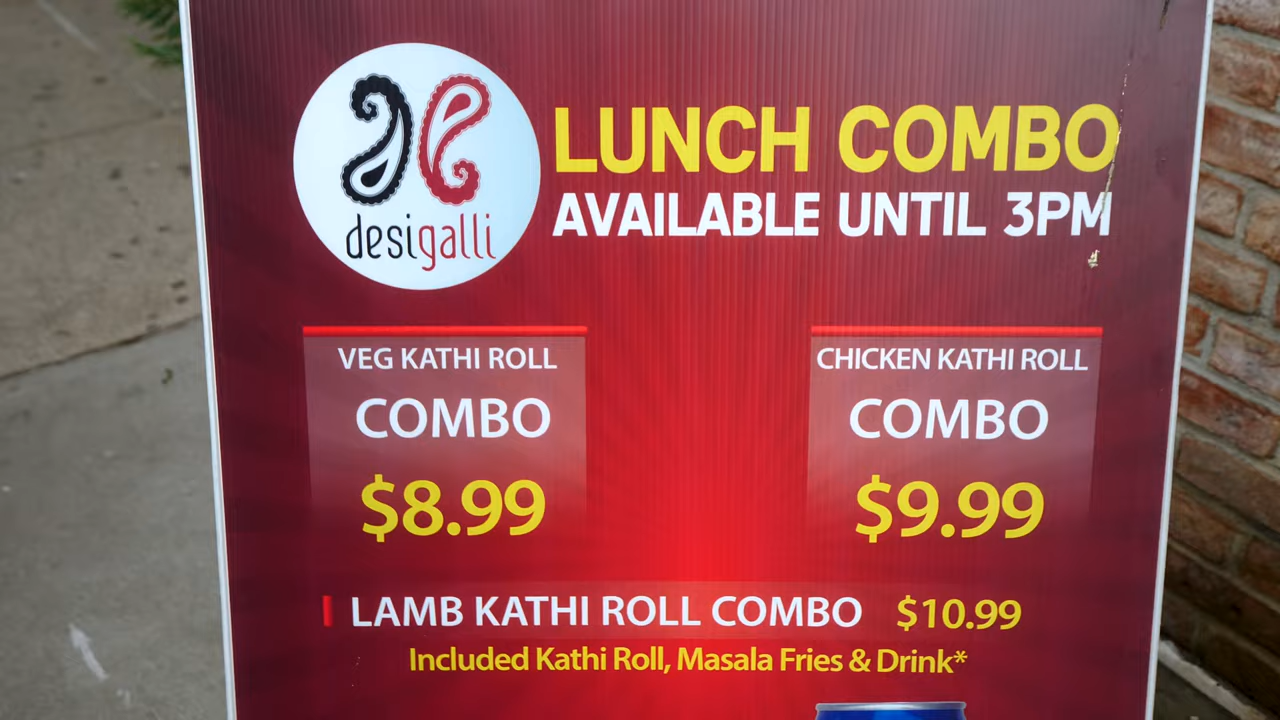 desigalli
LUNCH COMBO
AVAILABLE UNTIL 3PM
VEG KATHI ROLL
COMBO
$8.99
CHICKEN KATHI ROLL
COMBO
$9.99
LAMB KATHI ROLL COMBO $10.99
Included Kathi Roll, Masala Fries & Drink*